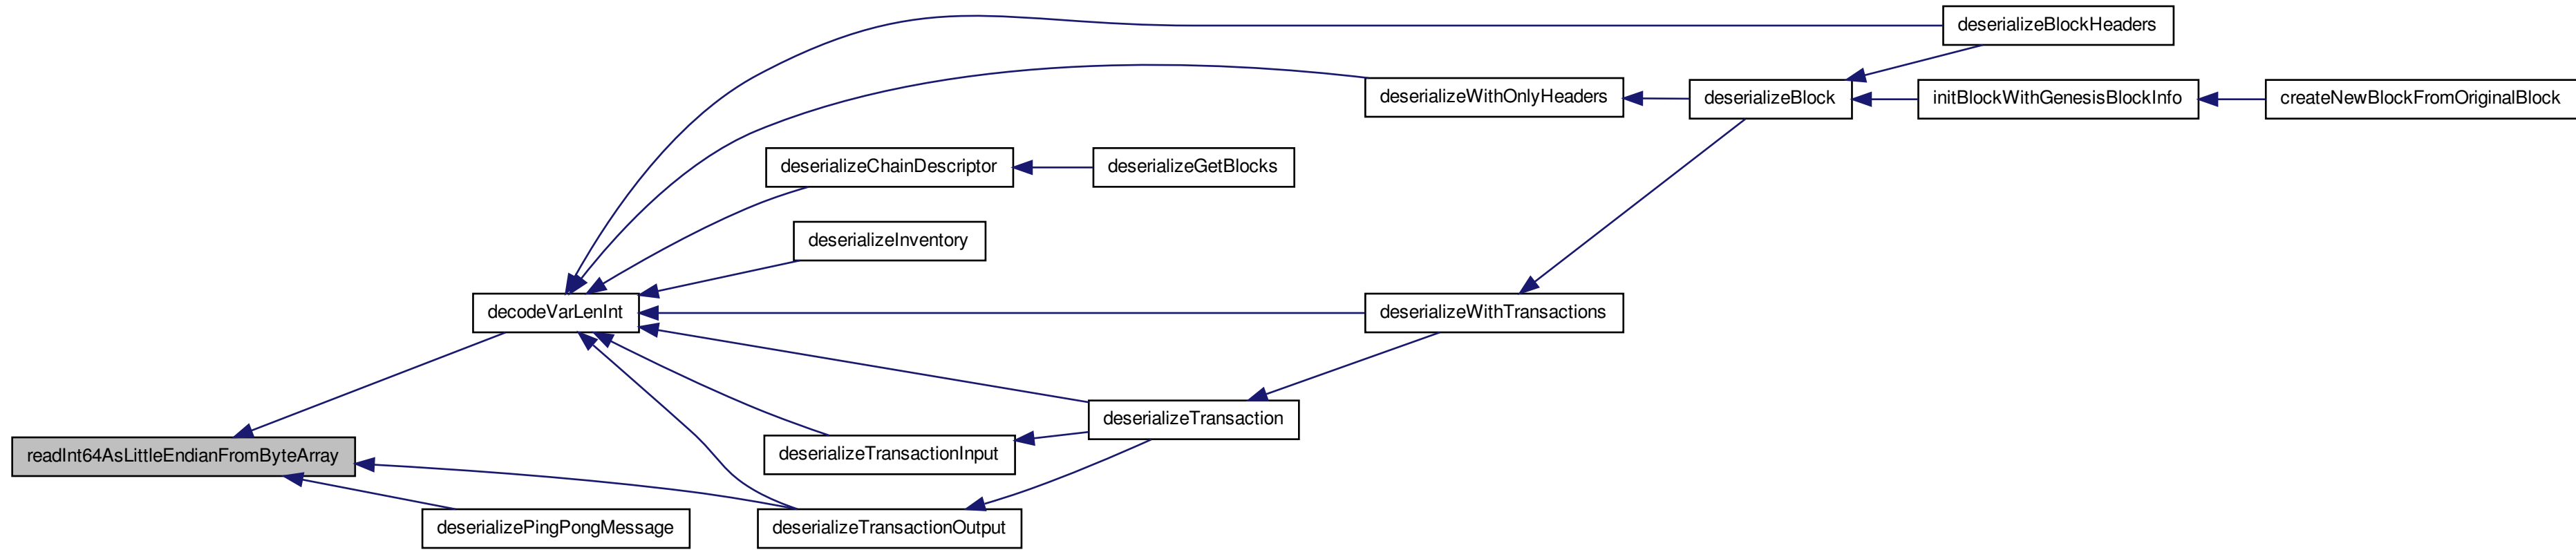 deserializeBlockHeaders
deserializeWithOnlyHeaders
deserializeBlock
initBlockWithGenesisBlockInfo
createNewBlockFromOriginalBlock
deserializeChainDescriptor
deserializeGetBlocks
deserializeInventory
decodeVarLenInt
deserializeWithTransactions
deserializeTransaction
readInt64AsLittleEndianFromByteArray
deserializeTransactionInput
deserializePingPongMessage
deserializeTransactionOutput